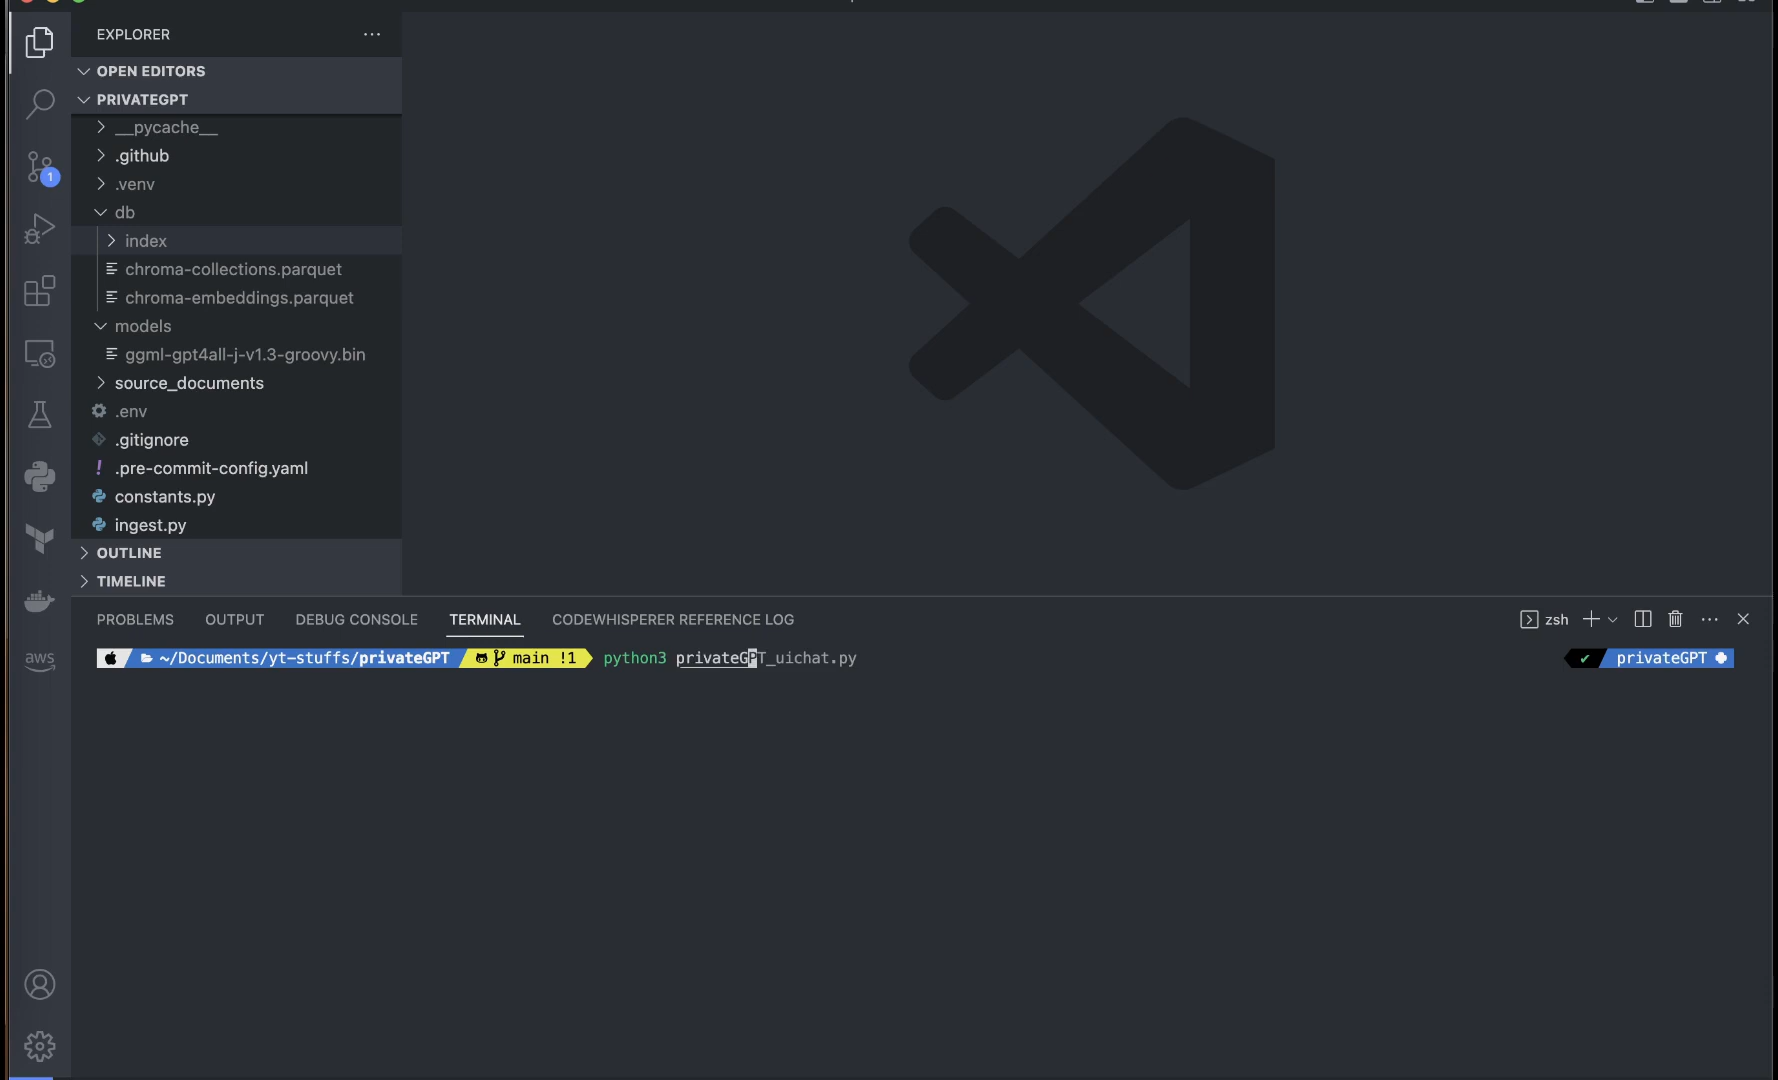 EXPLORER
OPEN EDITORS
PRIVATEGPT
__pycache__
.github
1
.venv
db
index
chroma-collections.parquet
chroma-embeddings.parquet
models
ggml-gpt4all-j-v1.3-groovy.bin
source_documents
.env
.gitignore
! .pre-commit-config.yaml
constants.py
ingest.py
OUTLINE
TIMELINE
aws
PROBLEMS OUTPUT DEBUG CONSOLE TERMINAL CODEWHISPERER REFERENCE LOG zsh
~/Documents/yt-stuffs/privateGPT main !1 python3 privateGPT_uichat.py ✔ privateGPT